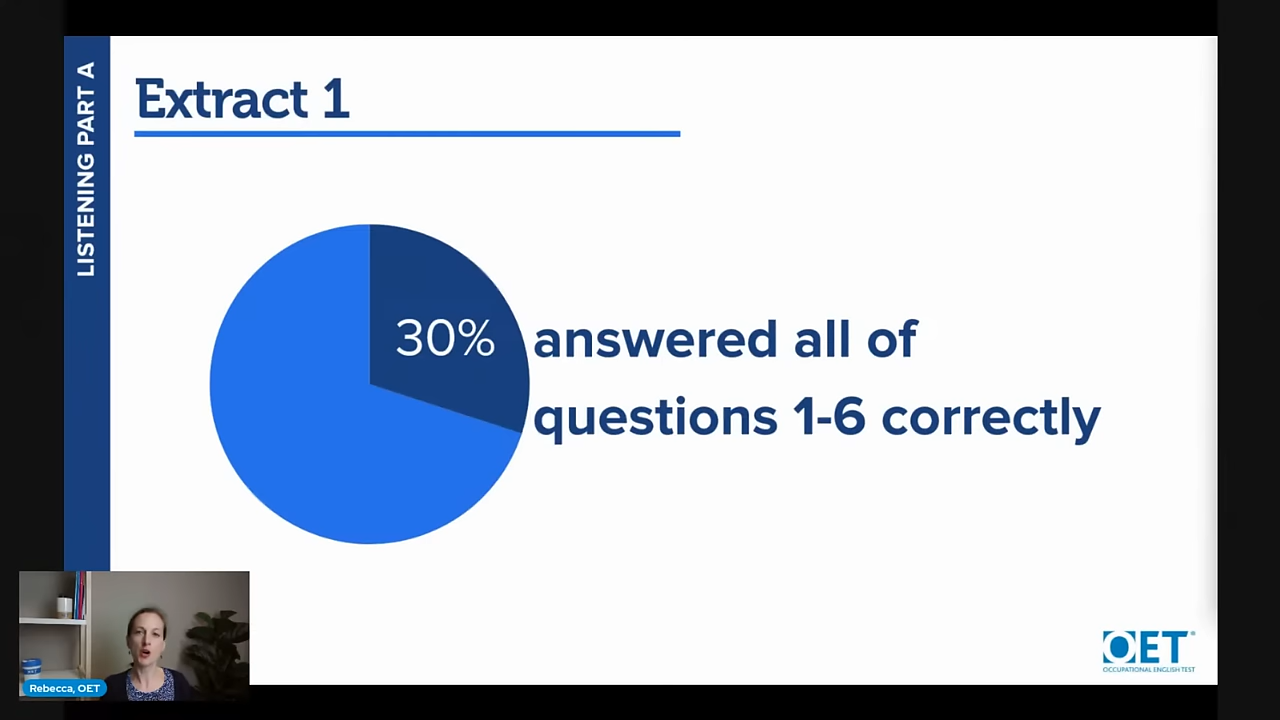 LISTENING PART A
Extract 1
30%
answered all of
questions 1-6 correctly
Rebecca, OET
OET
OCCUPATIONAL ENGLISH TEST